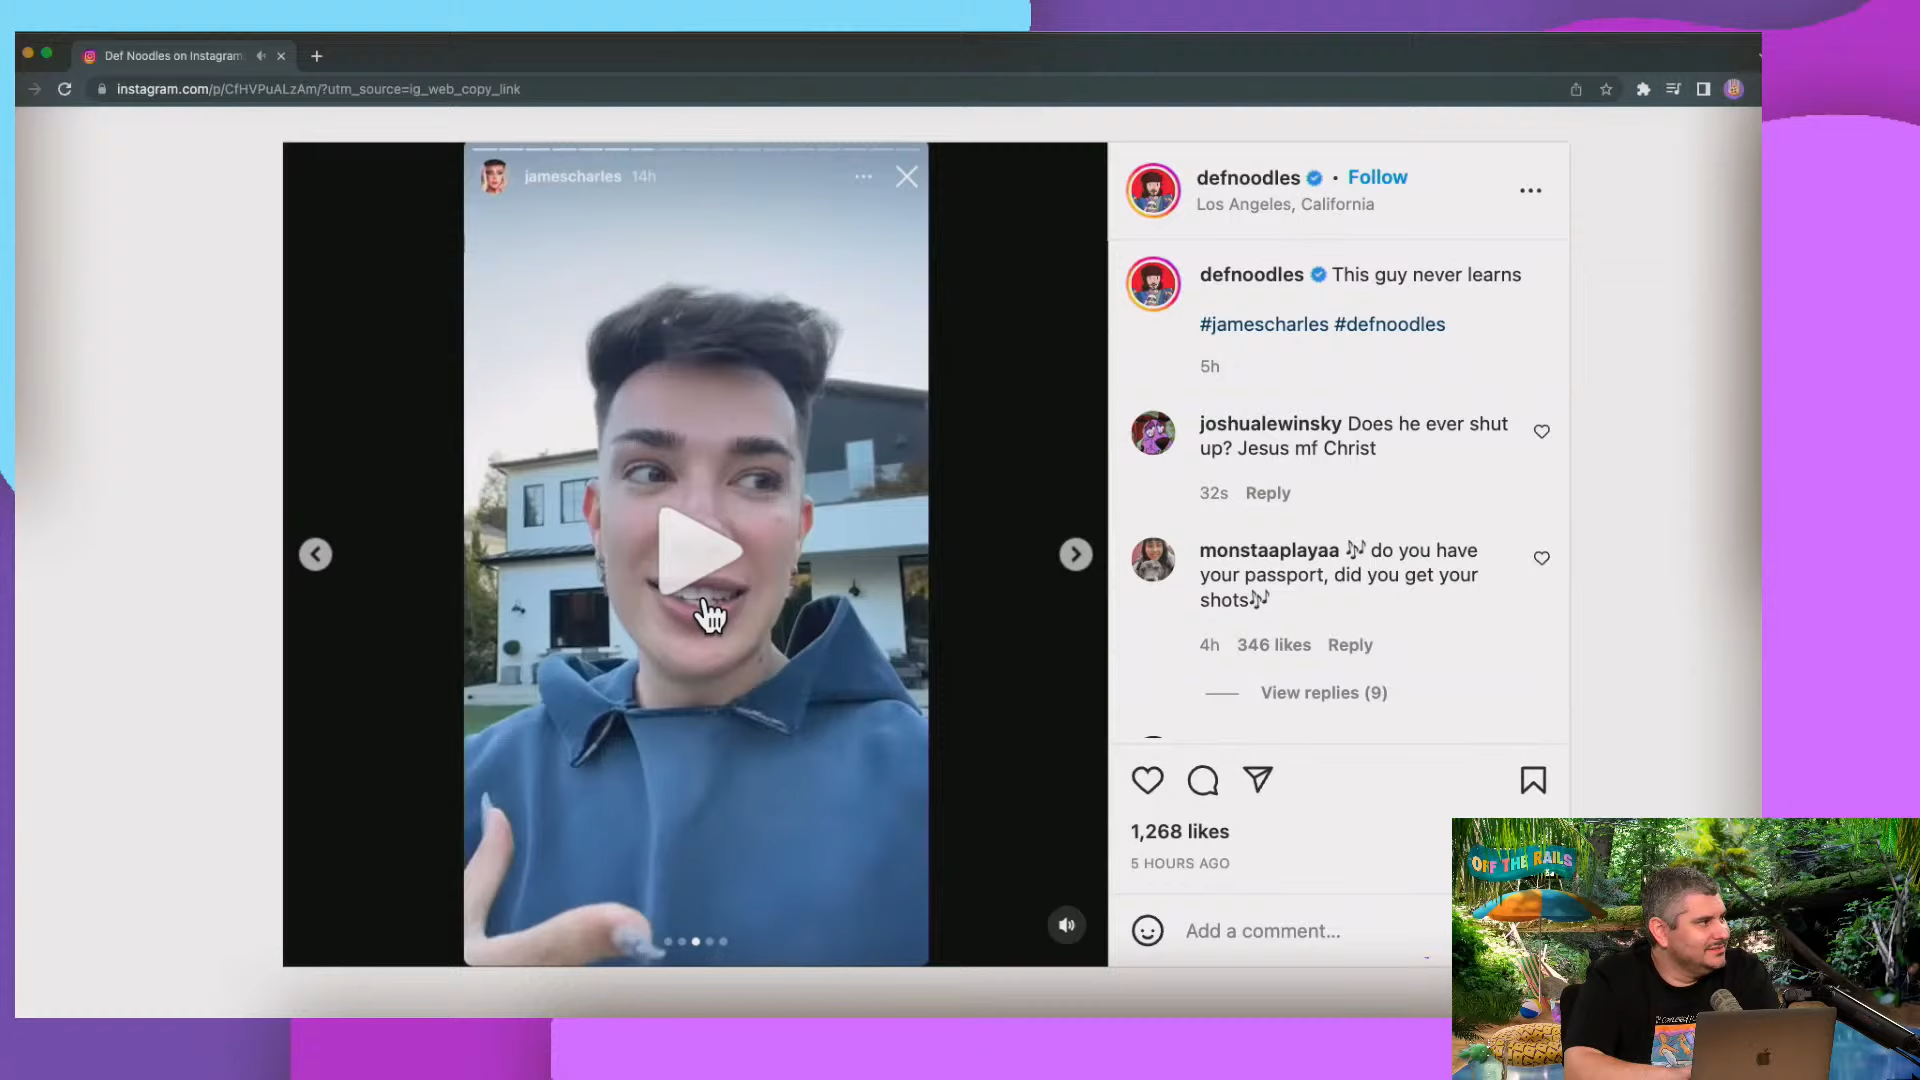 Def Noodles on Instagram
instagram.com/p/CfHVPuALzAm/?utm_source=ig_web_copy_link
jamescharles 14h
defnoodles • Follow
Los Angeles, California
defnoodles This guy never learns
#jamescharles #defnoodles
5h
joshualewinsky Does he ever shut
up? Jesus mf Christ
32s Reply
monstaaplayaa 🎶 do you have
your passport, did you get your
shots🎶
4h 346 likes Reply
View replies (9)
1,268 likes
5 HOURS AGO
Add a comment...
OFF THE RAILS